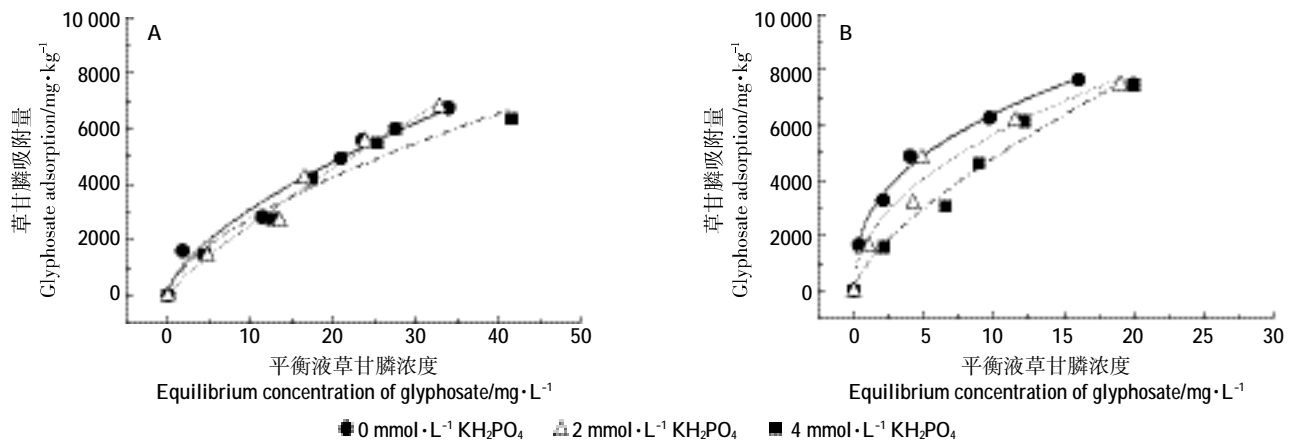 A
10 000
8000
6000
4000
2000
0
草甘膦吸附量
Glyphosate adsorption/mg·kg⁻¹
0 10 20 30 40 50
平衡液草甘膦浓度
Equilibrium concentration of glyphosate/mg·L⁻¹
B
10 000
8000
6000
4000
2000
0
草甘膦吸附量
Glyphosate adsorption/mg·kg⁻¹
0 5 10 15 20 25 30
平衡液草甘膦浓度
Equilibrium concentration of glyphosate/mg·L⁻¹
0 mmol·L⁻¹ KH₂PO₄ 2 mmol·L⁻¹ KH₂PO₄ 4 mmol·L⁻¹ KH₂PO₄